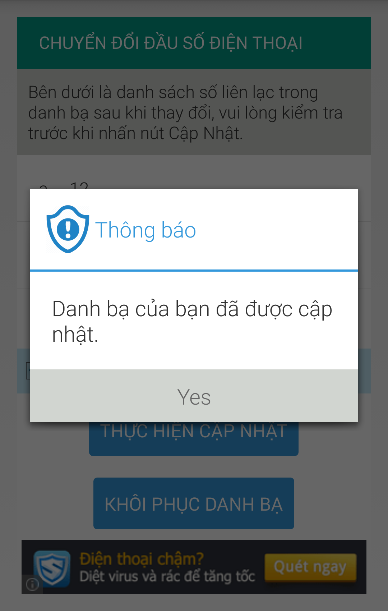 CHUYỂN ĐỔI ĐẦU SỐ ĐIỆN THOẠI
Bên dưới là danh sách số liên lạc trong
danh bạ sau khi thay đổi, vui lòng kiểm tra
trước khi nhấn nút Cập Nhật.
Thông báo
Danh bạ của bạn đã được cập
nhật.
Yes
THỰC HIỆN CẬP NHẬT
KHÔI PHỤC DANH BẠ
Điện thoại chậm?
Diệt virus và rác để tăng tốc
Quét ngay